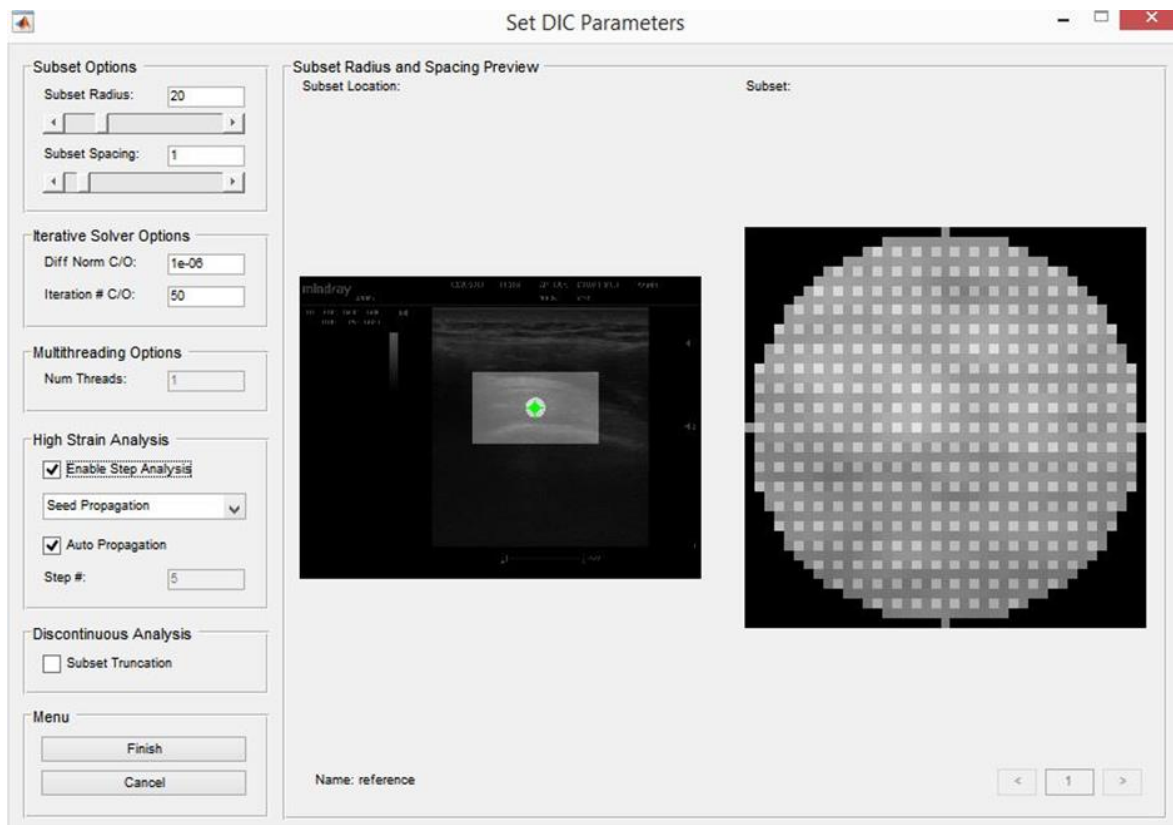 Set DIC Parameters
Subset Options
Subset Radius: 20
Subset Spacing: 1
Iterative Solver Options
Diff Norm C/O: 1e-06
Iteration # C/O: 50
Multithreading Options
Num Threads: 1
High Strain Analysis
Enable Step Analysis
Seed Propagation
Auto Propagation
Step #: 5
Discontinuous Analysis
Subset Truncation
Menu
Finish
Cancel
Subset Radius and Spacing Preview
Subset Location:
Subset:
mindray
Name: reference
< 1 >